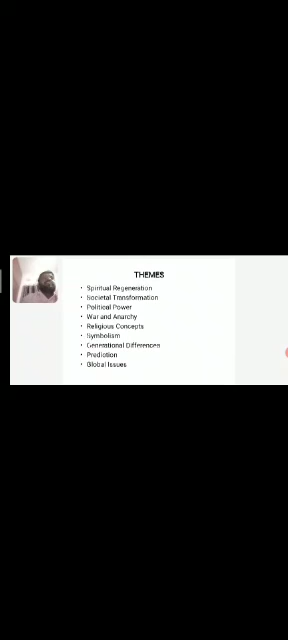 THEMES
• Spiritual Regeneration
• Societal Transformation
• Political Power
• War and Anarchy
• Religious Concepts
• Symbolism
• Generational Differences
• Prediction
• Global Issues